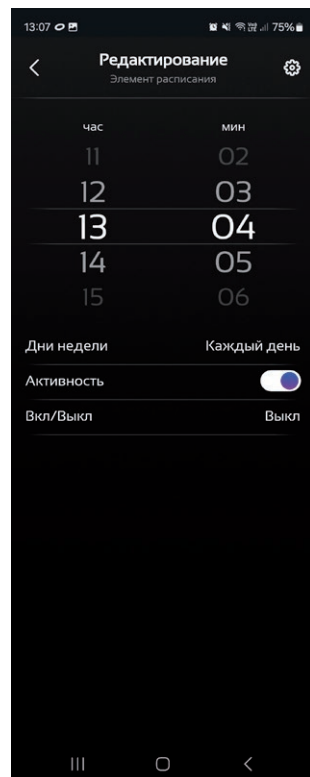 13:07 75%
Редактирование
Элемент расписания
час мин
11 02
12 03
13 04
14 05
15 06
Дни недели Каждый день
Активность
Вкл/Выкл Выкл